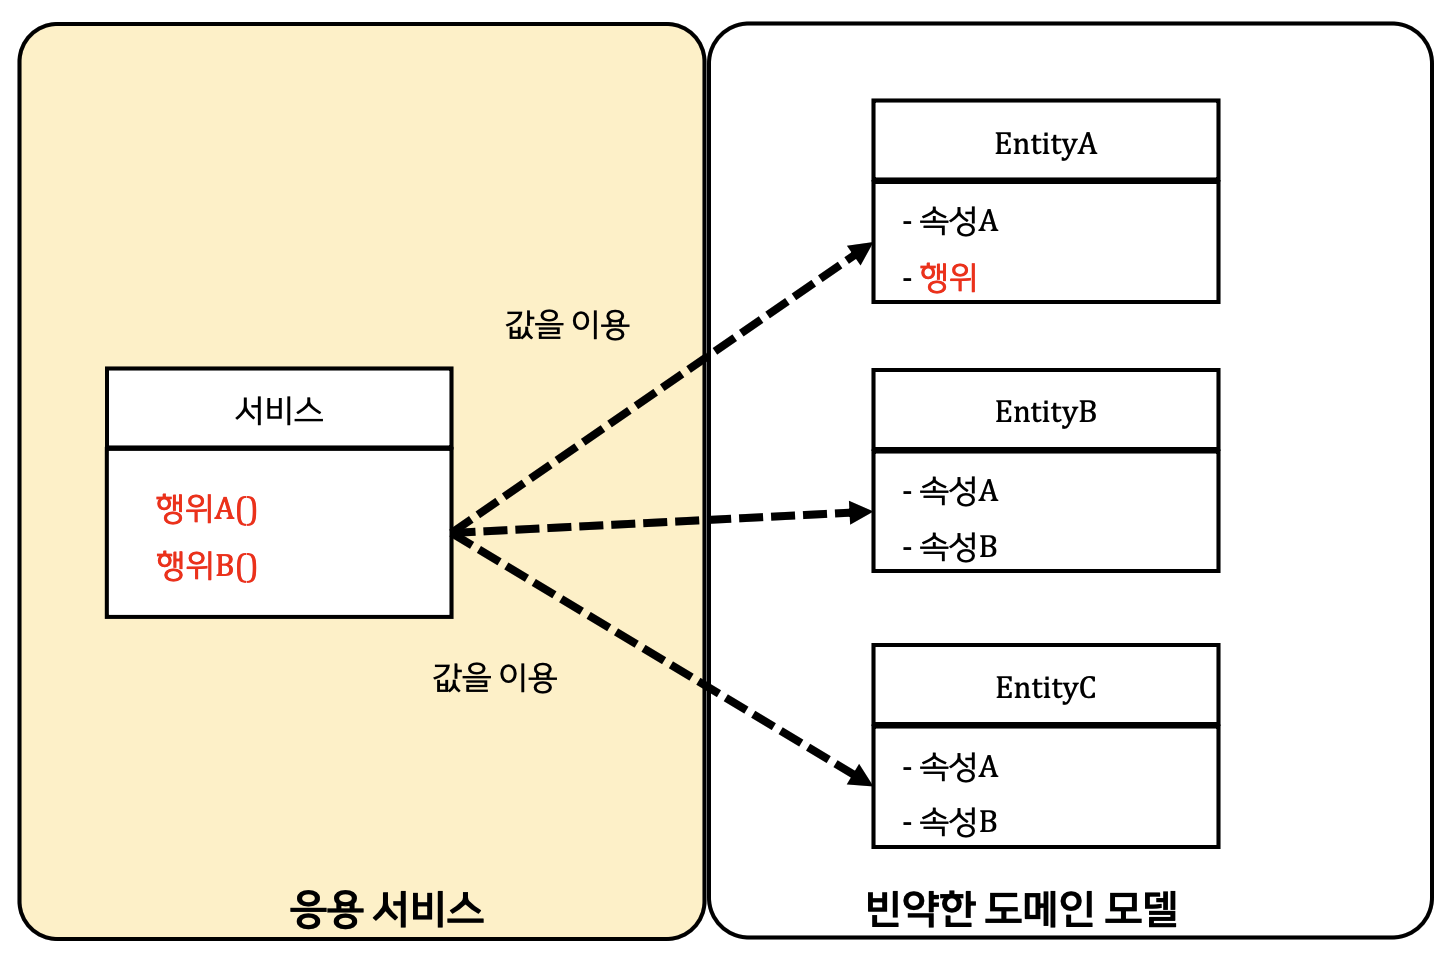 값을 이용
서비스
행위A()
행위B()
값을 이용
응용 서비스
EntityA
- 속성A
- 행위
EntityB
- 속성A
- 속성B
EntityC
- 속성A
- 속성B
빈약한 도메인 모델